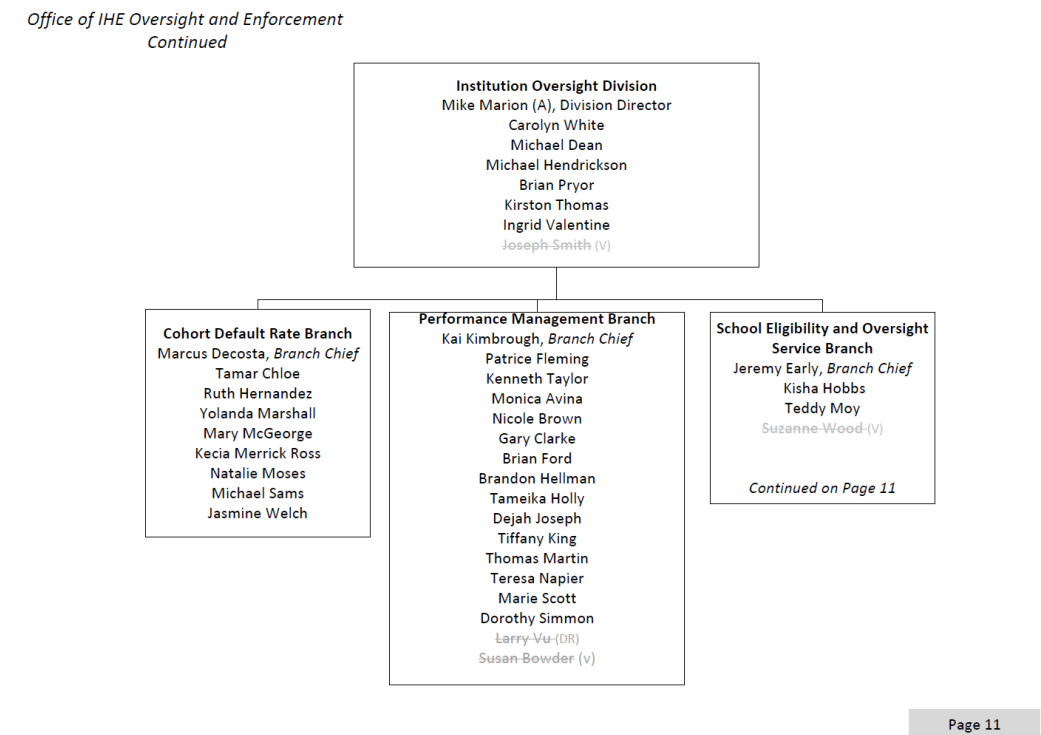 Office of IHE Oversight and Enforcement
Continued
Institution Oversight Division
Mike Marion (A), Division Director
Carolyn White
Michael Dean
Michael Hendrickson
Brian Pryor
Kirston Thomas
Ingrid Valentine
Joseph Smith (V)
Cohort Default Rate Branch
Marcus Decosta, Branch Chief
Tamar Chloe
Ruth Hernandez
Yolanda Marshall
Mary McGeorge
Kecia Merrick Ross
Natalie Moses
Michael Sams
Jasmine Welch
Performance Management Branch
Kai Kimbrough, Branch Chief
Patrice Fleming
Kenneth Taylor
Monica Avina
Nicole Brown
Gary Clarke
Brian Ford
Brandon Hellman
Tameika Holly
Dejah Joseph
Tiffany King
Thomas Martin
Teresa Napier
Marie Scott
Dorothy Simmon
Larry Vu (DR)
Susan Bowder (v)
School Eligibility and Oversight
Service Branch
Jeremy Early, Branch Chief
Kisha Hobbs
Teddy Moy
Suzanne Wood (V)
Continued on Page 11
Page 11